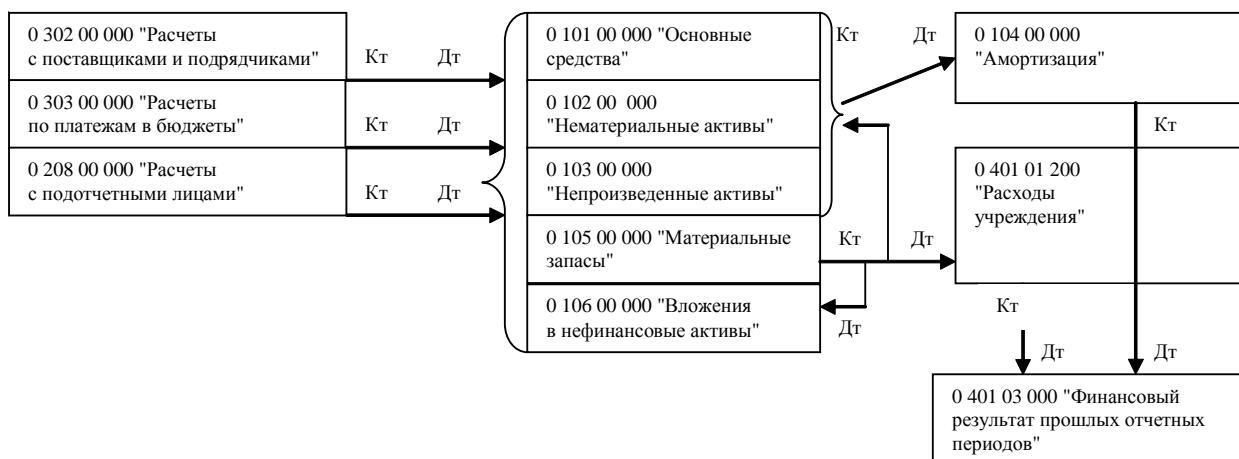 0 302 00 000 "Расчеты
с поставщиками и подрядчиками"
0 303 00 000 "Расчеты
по платежам в бюджеты"
0 208 00 000 "Расчеты
с подотчетными лицами"
Кт Дт
Кт Дт
Кт Дт
0 101 00 000 "Основные
средства"
0 102 00 000
"Нематериальные активы"
0 103 00 000
"Непроизведенные активы"
0 105 00 000 "Материальные
запасы"
0 106 00 000 "Вложения
в нефинансовые активы"
Кт Дт
Кт Дт
Дт
0 104 00 000
"Амортизация"
Кт
0 401 01 200
"Расходы
учреждения"
Кт
Дт Дт
0 401 03 000 "Финансовый
результат прошлых отчетных
периодов"